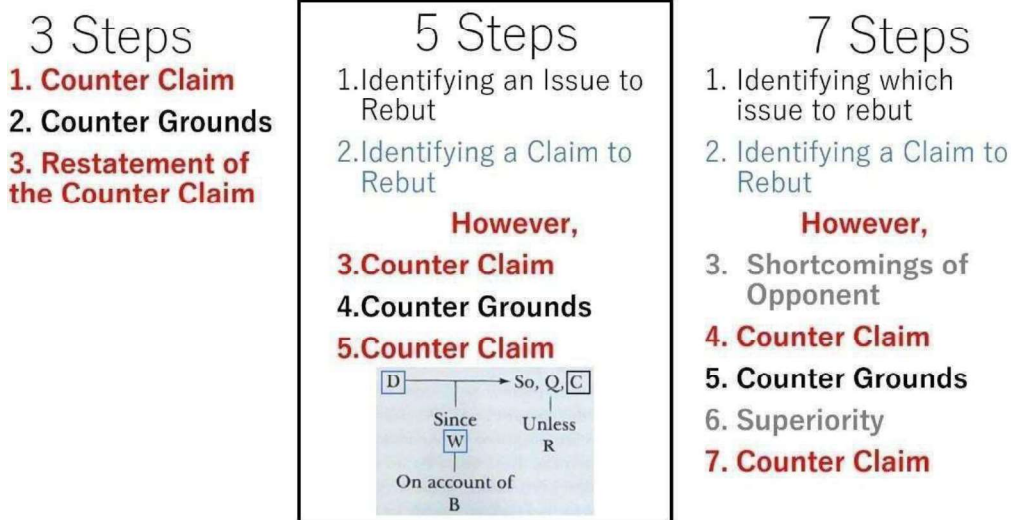 3 Steps
1. Counter Claim
2. Counter Grounds
3. Restatement of
the Counter Claim
5 Steps
1.Identifying an Issue to
Rebut
2.Identifying a Claim to
Rebut
However,
3.Counter Claim
4.Counter Grounds
5.Counter Claim
D So, Q, C
Since Unless
W R
On account of
B
7 Steps
1. Identifying which
issue to rebut
2. Identifying a Claim to
Rebut
However,
3. Shortcomings of
Opponent
4. Counter Claim
5. Counter Grounds
6. Superiority
7. Counter Claim